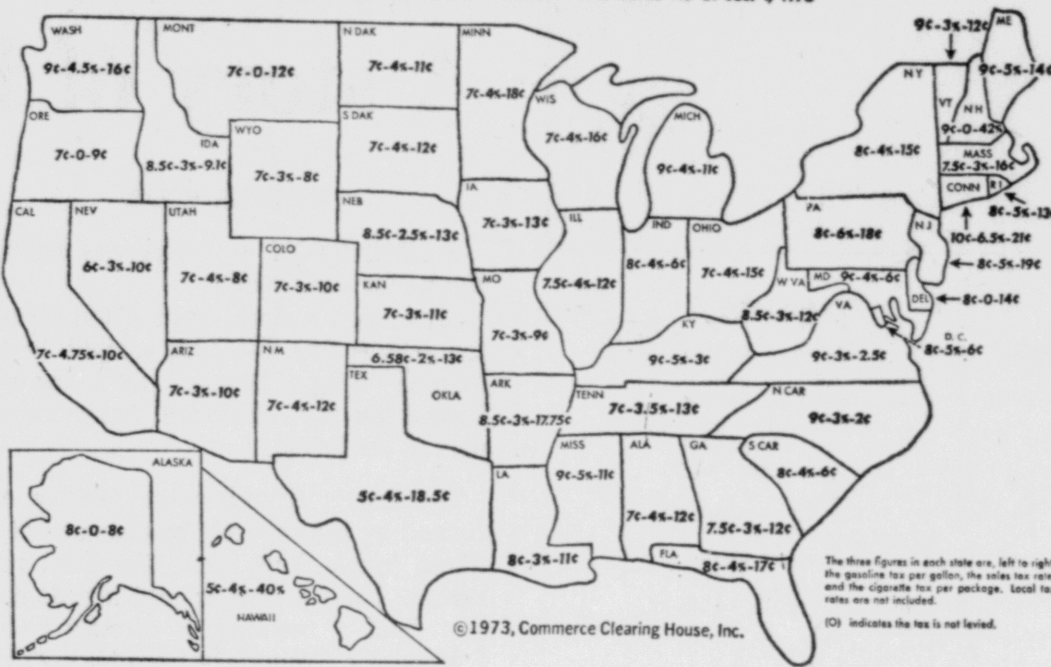 WASH
9¢-4.5%-16¢
MONT
7¢-0-12¢
N DAK
7¢-4%-11¢
MINN
7¢-4%-18¢
9¢-3%-12¢
ME
9¢-5%-14¢
ORE
7¢-0-9¢
IDA
8.5¢-3%-9.1¢
WYO
7¢-3%-8¢
S DAK
7¢-4%-12¢
WIS
7¢-4%-16¢
MICH
9¢-4%-11¢
NY
8¢-4%-15¢
VT
NH
9¢-0-42%
MASS
7.5¢-3%-16¢
CONN
RI
8¢-5%-13¢
10¢-6.5%-21¢
CAL
7¢-4.75%-10¢
NEV
6¢-3%-10¢
UTAH
7¢-4%-8¢
COLO
7¢-3%-10¢
NEB
8.5¢-2.5%-13¢
IA
7¢-3%-13¢
ILL
7.5¢-4%-12¢
IND
8¢-4%-6¢
OHIO
7¢-4%-15¢
PA
8¢-6%-18¢
NJ
8¢-5%-19¢
KAN
7¢-3%-11¢
MO
7¢-3%-9¢
KY
9¢-5%-3¢
W VA
8.5¢-3%-12¢
MD
9¢-4%-6¢
DEL
8¢-0-14¢
VA
9¢-3%-2.5¢
D. C.
8¢-5%-6¢
ARIZ
7¢-3%-10¢
N M
7¢-4%-12¢
6.58¢-2%-13¢
OKLA
TEX
5¢-4%-18.5¢
ARK
8.5¢-3%-17.75¢
TENN
7¢-3.5%-13¢
N CAR
9¢-3%-2¢
S CAR
8¢-4%-6¢
MISS
9¢-5%-11¢
ALA
7¢-4%-12¢
GA
7.5¢-3%-12¢
LA
8¢-3%-11¢
FLA
8¢-4%-17¢
ALASKA
8¢-0-8¢
5¢-4%-40%
HAWAII
The three figures in each state are, left to right
the gasoline tax per gallon, the sales tax rate
and the cigarette tax per package. Local tax
rates are not included.
(O) indicates the tax is not levied.
©1973, Commerce Clearing House, Inc.